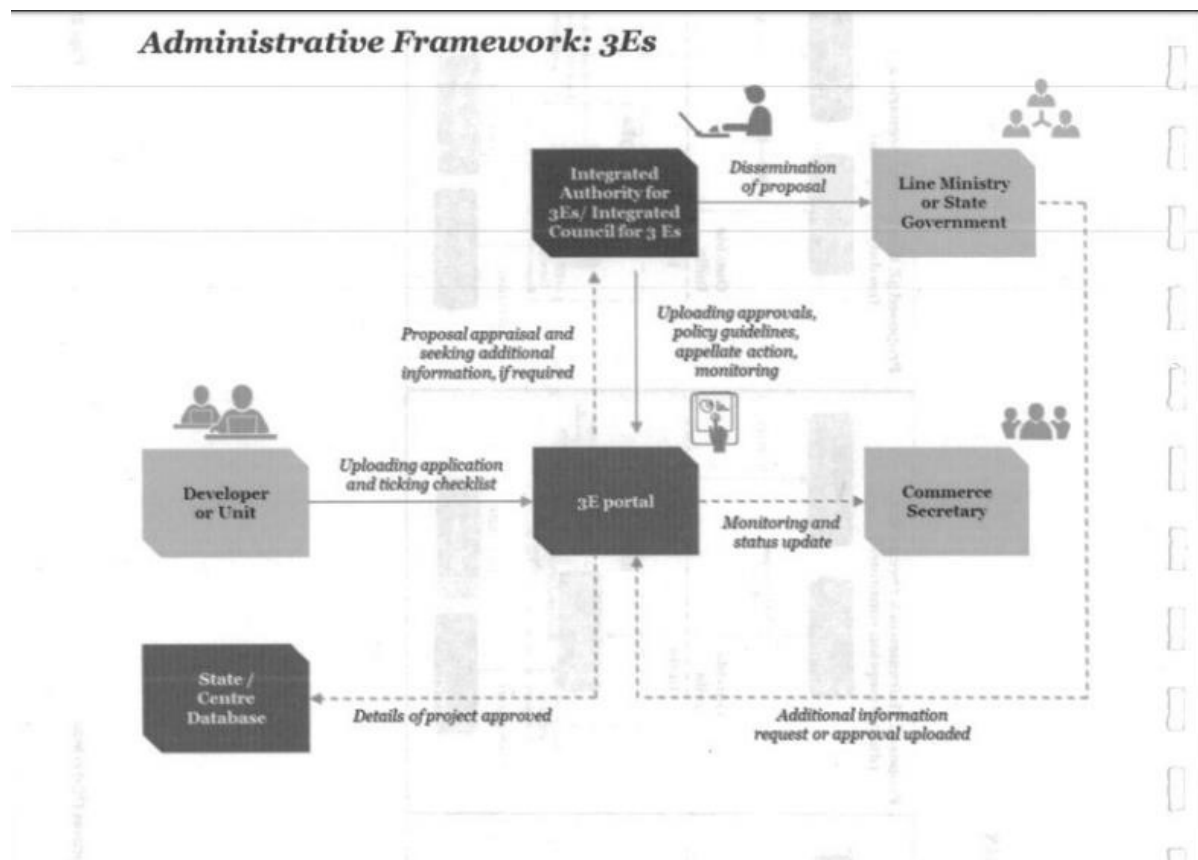 Administrative Framework: 3Es
Integrated
Authority for
3Es/ Integrated
Council for 3 Es
Dissemination
of proposal
Line Ministry
or State
Government
Proposal appraisal and
seeking additional
information, if required
Uploading approvals,
policy guidelines,
appellate action,
monitoring
Developer
or Unit
Uploading application
and ticking checklist
3E portal
Monitoring and
status update
Commerce
Secretary
State /
Centre
Database
Details of project approved
Additional information
request or approval uploaded